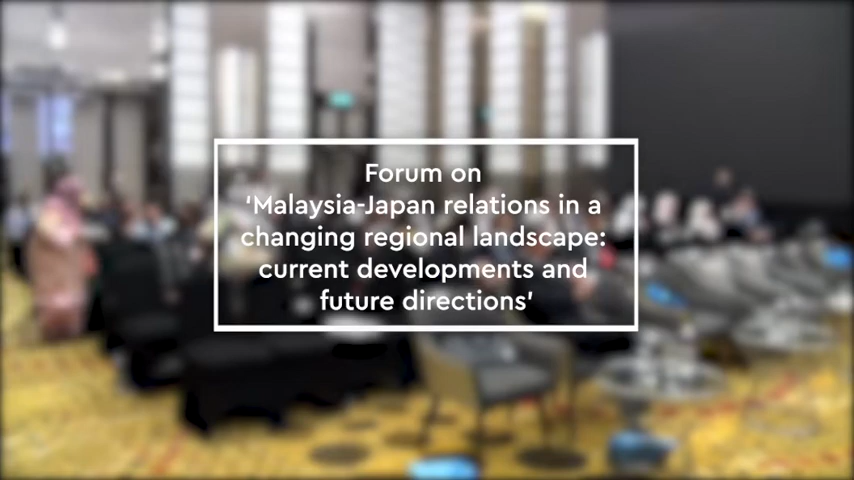 Forum on
‘Malaysia-Japan relations in a
changing regional landscape:
current developments and
future directions’